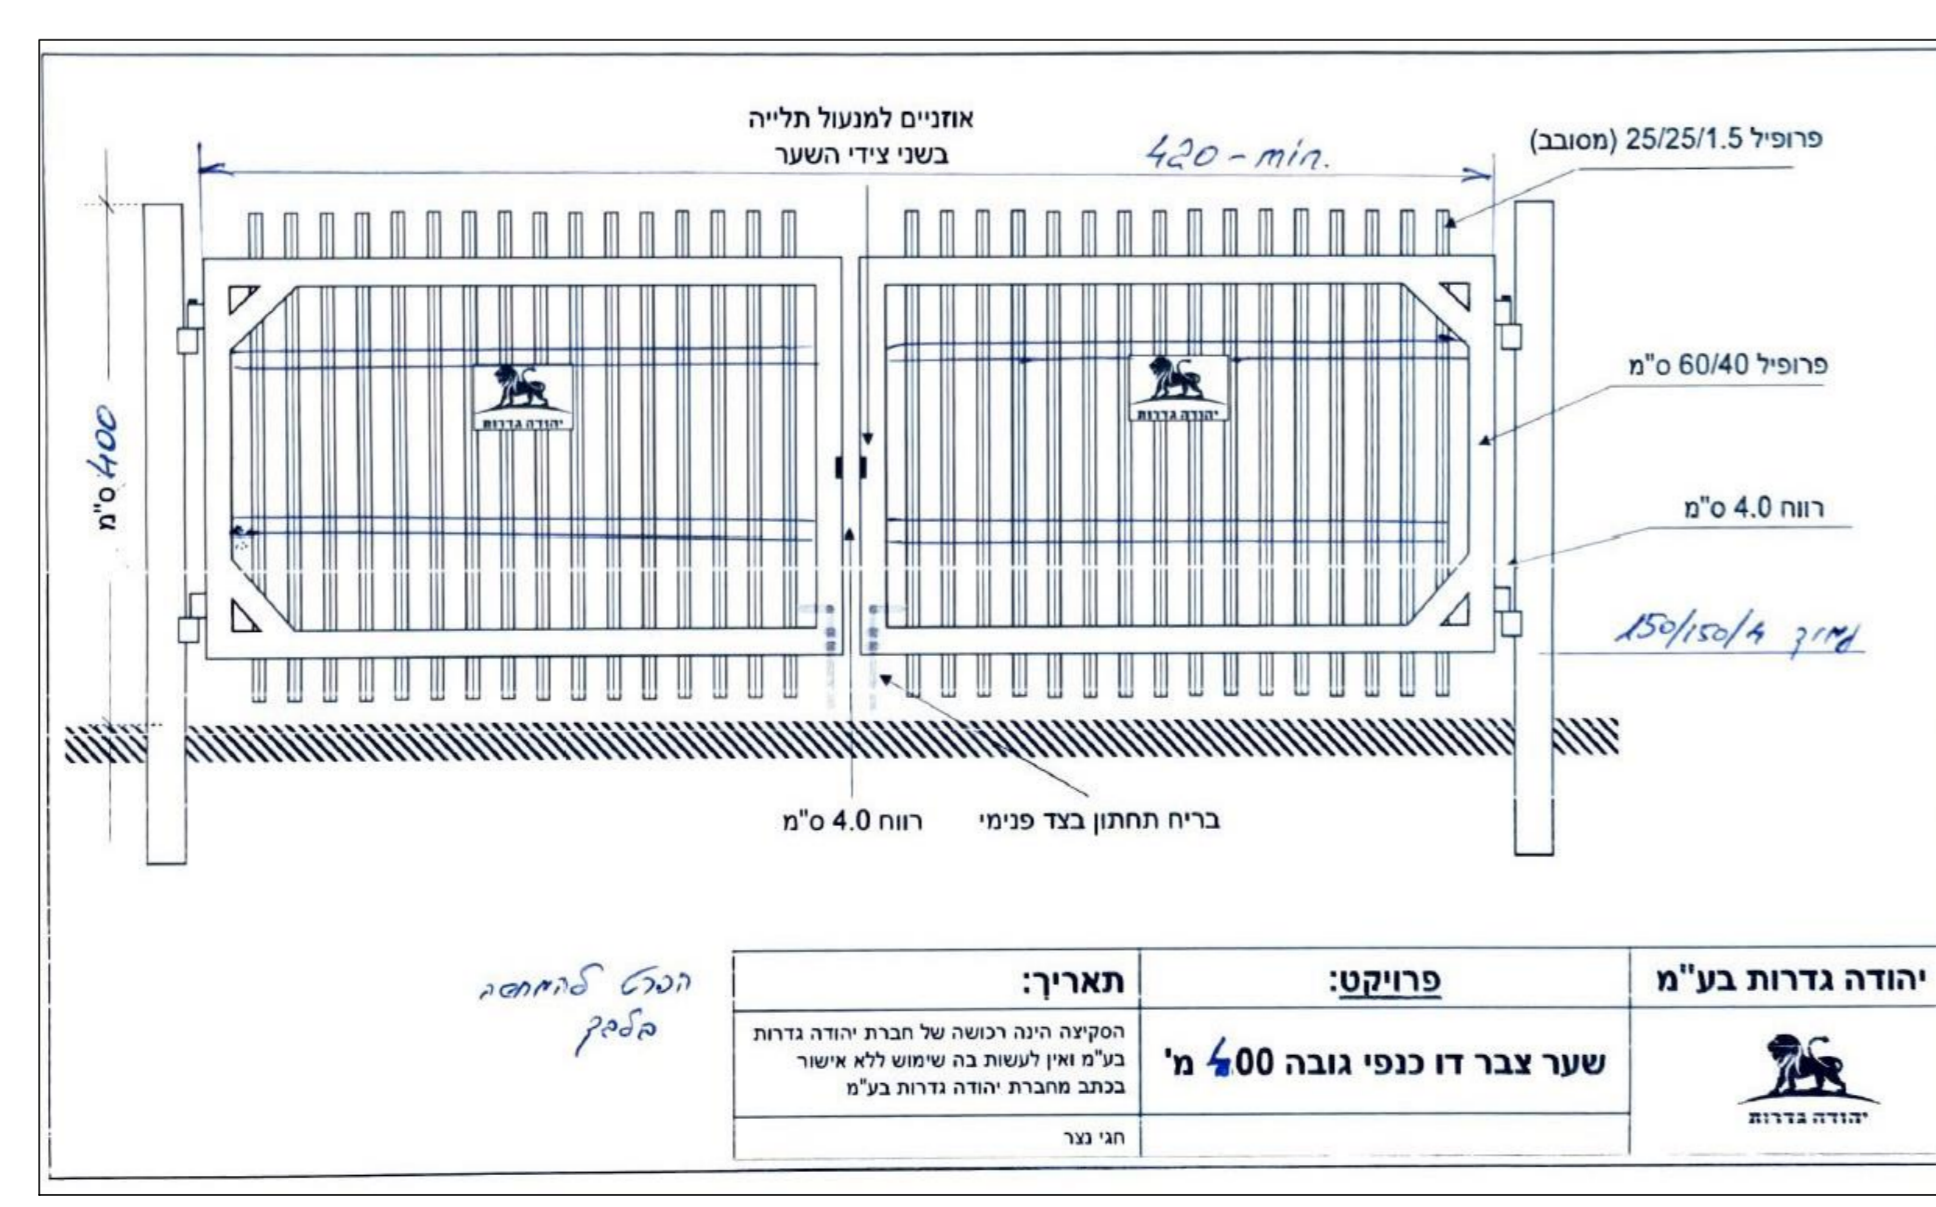 אוזניים למנעול תלייה
בשני צידי השער
420 - min.
פרופיל 25/25/1.5 (מסובב)
פרופיל 60/40 ס"מ
400 ס"מ
יהודה גדרות
יהודה גדרות
רווח 4.0 ס"מ
עמוד 150/150/4
רווח 4.0 ס"מ
בריח תחתון בצד פנימי
הפרט להמחשה
בלבד
יהודה גדרות בע"מ
פרויקט:
תאריך:
שער צבר דו כנפי גובה 4.00 מ'
הסקיצה הינה רכושה של חברת יהודה גדרות
בע"מ ואין לעשות בה שימוש ללא אישור
בכתב מחברת יהודה גדרות בע"מ
חגי נצר
יהודה גדרות